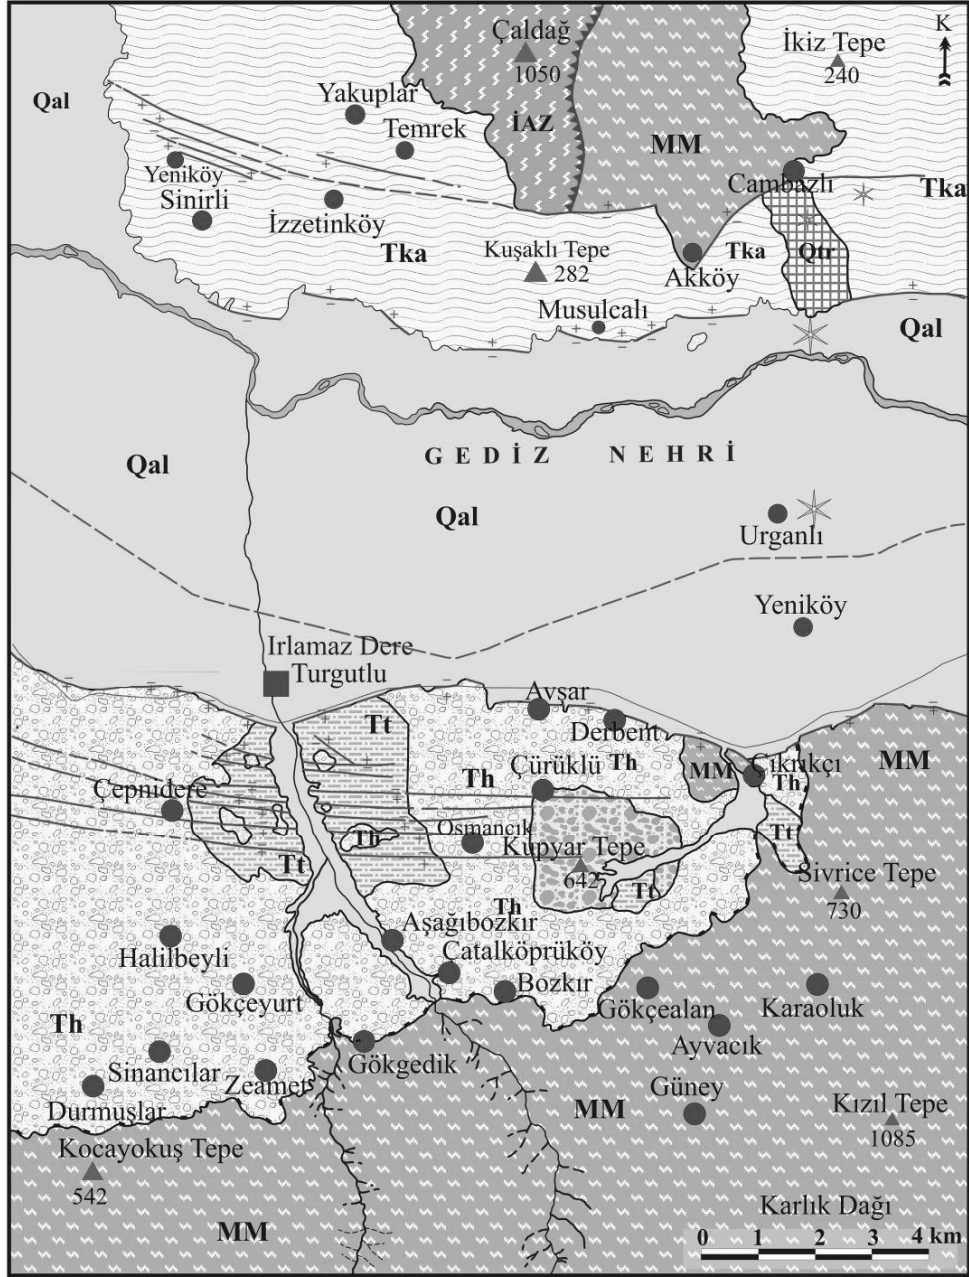 Çaldağ
1050
K
İkiz Tepe
240
Qal
Yakuplar
Temrek
İAZ
MM
Yeniköy
Sinirli
İzzetinköy
Cambazlı
Tka
Tka
Kuşaklı Tepe
282
Tka
Qtr
Akköy
Musulcalı
Qal
GEDİZ NEHRİ
Qal
Qal
Urganlı
Yeniköy
Irlamaz Dere
Turgutlu
Avşar
Tt
Derbent
Th
Çepnidere
Th
Çürüklü
MM
Çıkrıkçı
Th
MM
Th
Osmancık
Kupyar Tepe
642
Tt
Tt
Tt
Sivrice Tepe
730
Th
Aşağıbozkır
Halilbeyli
Catalköprüköy
Gökçeyurt
Bozkır
Gökçealan
Karaoluk
Th
Ayvacık
Sinancılar
Zeamet
Gökgedik
Durmuşlar
Güney
MM
Kızıl Tepe
1085
Kocayokuş Tepe
542
Karlık Dağı
MM
0 1 2 3 4 km